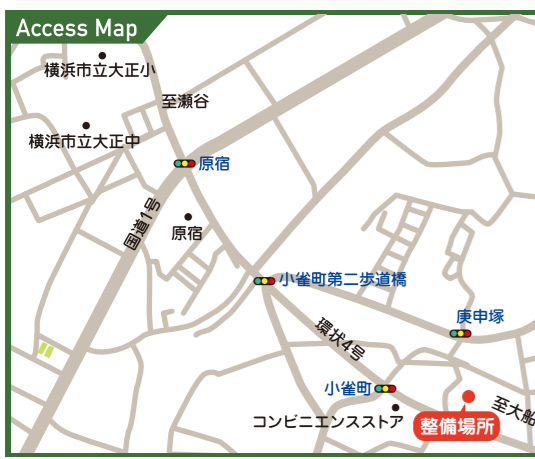 Access Map
横浜市立大正小
至瀬谷
横浜市立大正中
原宿
国道1号
原宿
小雀町第二歩道橋
庚申塚
環状4号
小雀町
コンビニエンスストア
至大船
整備場所